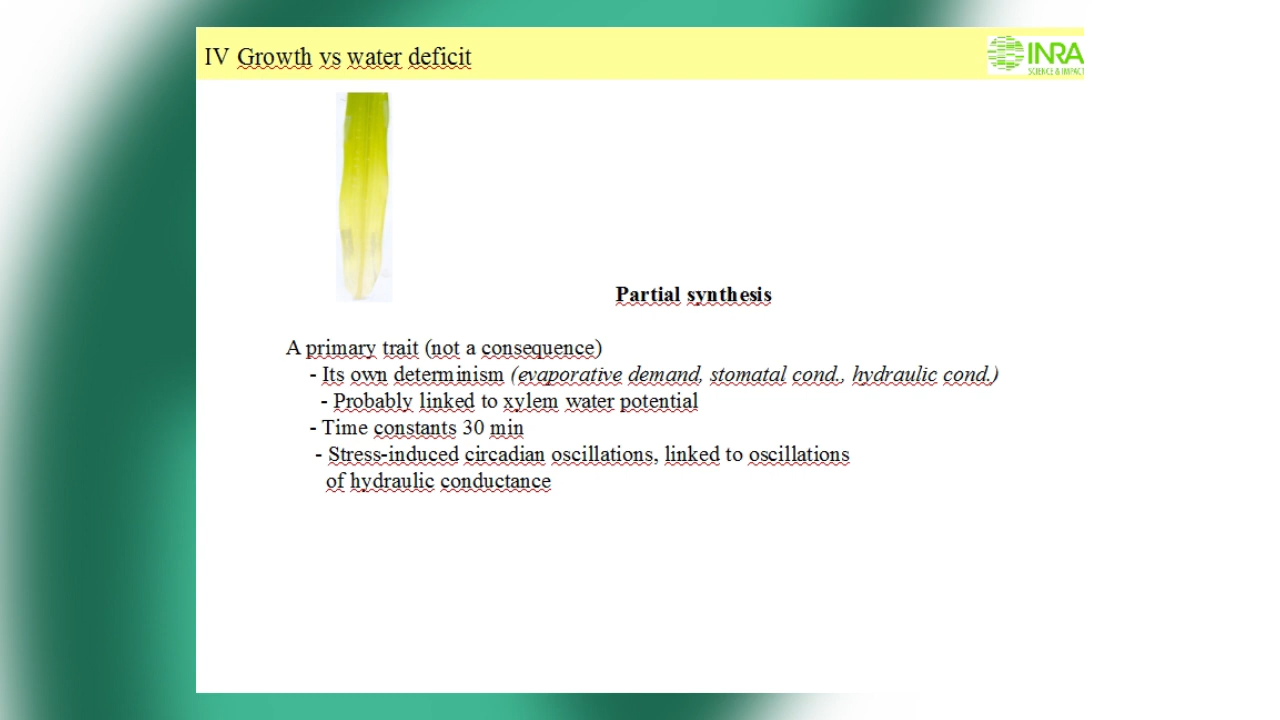 IV Growth vs water deficit
INRA
SCIENCE & IMPACT
Partial synthesis
A primary trait (not a consequence)
- Its own determinism (evaporative demand, stomatal cond., hydraulic cond.)
- Probably linked to xylem water potential
- Time constants 30 min
- Stress-induced circadian oscillations, linked to oscillations
of hydraulic conductance